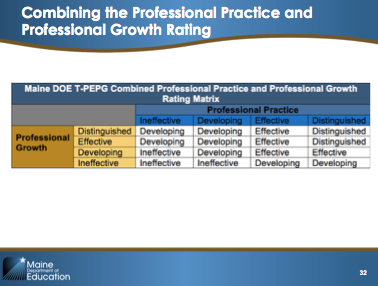 Combining the Professional Practice and
Professional Growth Rating
Maine DOE T-PEPG Combined Professional Practice and Professional Growth
Rating Matrix
Professional Practice
Ineffective Developing Effective Distinguished
Professional Growth
Distinguished Developing Developing Effective Distinguished
Effective Developing Developing Effective Distinguished
Developing Ineffective Developing Effective Effective
Ineffective Ineffective Ineffective Developing Developing
32
Maine
Department of
Education